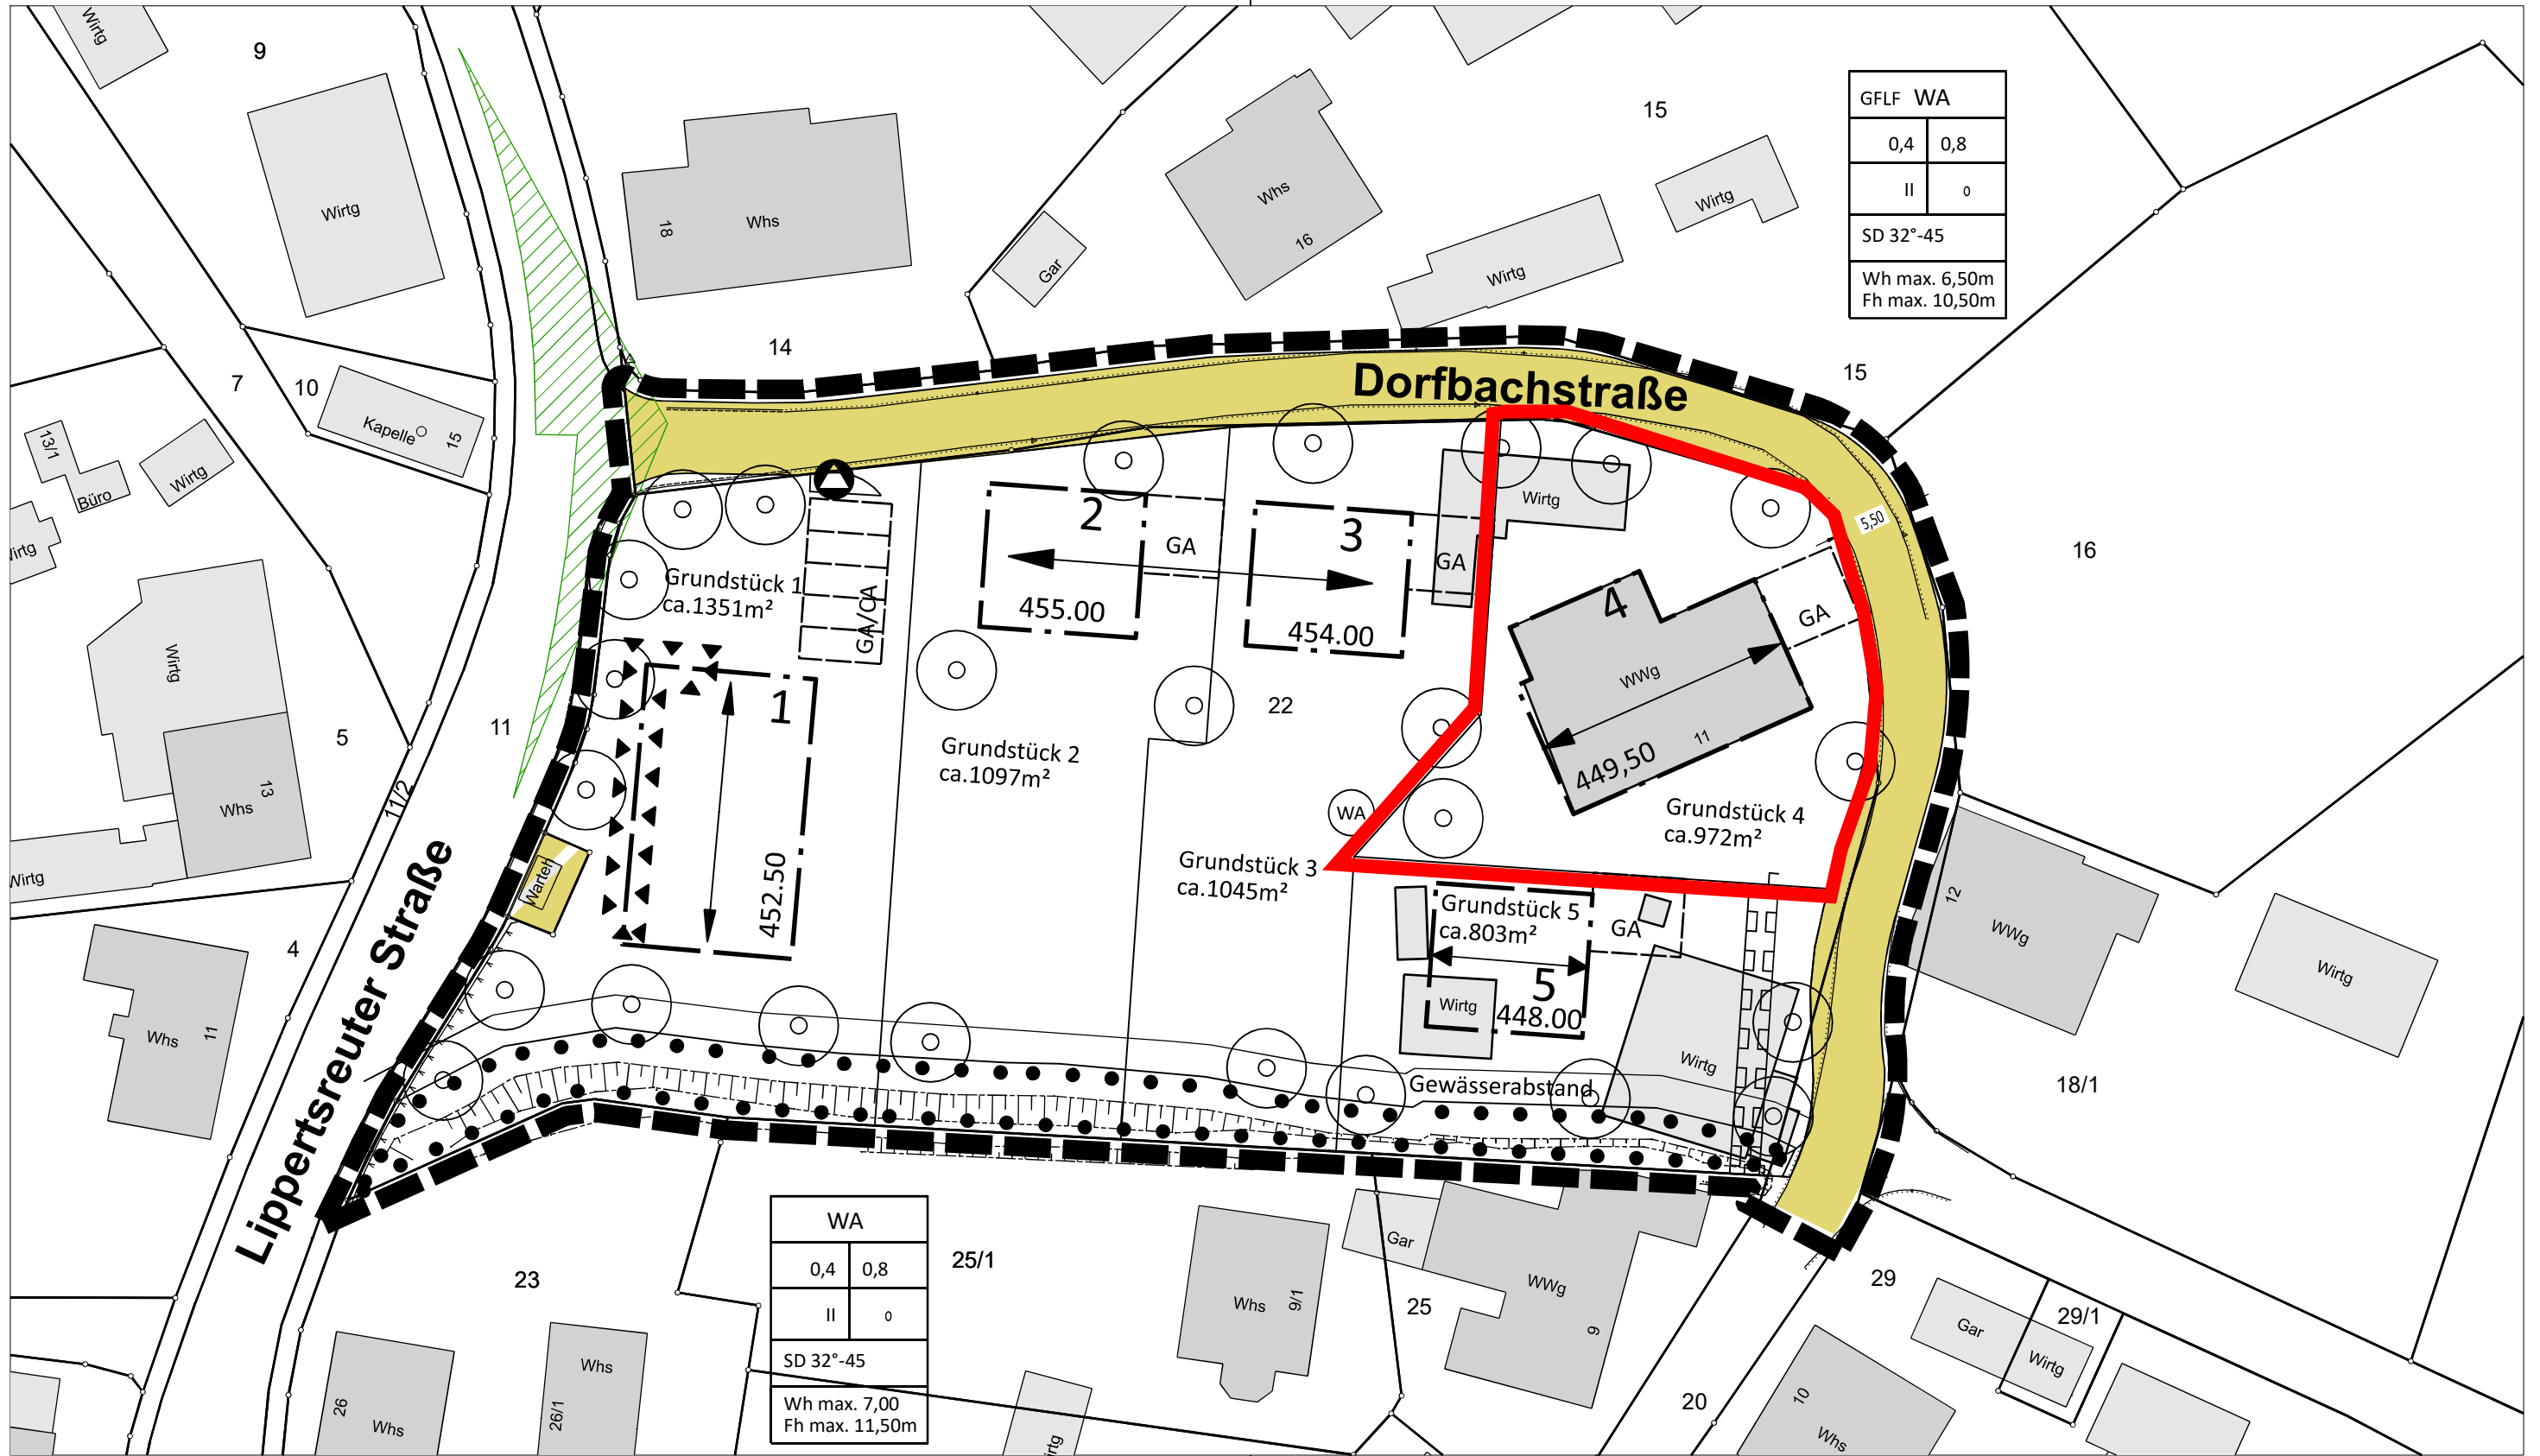 Wirtg
9
15
GFLF WA
0,4 0,8
II 0
SD 32°-45
Wh max. 6,50m
Fh max. 10,50m
Wirtg
18
Whs
Whs
16
Gar
Wirtg
Wirtg
14
7
10
Kapelle
15
15
Dorfbachstraße
13/1
Büro
Wirtg
Wirtg
5,50
16
2
3
Wirtg
GA
GA
455.00
454.00
Grundstück 1
ca.1351m²
GA/CA
4
GA
WWg
11
449,50
Wirtg
5
11
1
22
Grundstück 2
ca.1097m²
13
Whs
11/2
WA
Grundstück 4
ca.972m²
Wirtg
Warteh
452.50
Grundstück 3
ca.1045m²
Grundstück 5
ca.803m²
GA
12
WWg
Wirtg
4
Lippertsreuter Straße
Whs
11
Wirtg
5
448.00
Wirtg
Gewässerabstand
18/1
WA
0,4 0,8
II 0
SD 32°-45
Wh max. 7,00
Fh max. 11,50m
23
25/1
Whs
9/1
Gar
WWg
9
25
29
29/1
Gar
Wirtg
26
Whs
26/1
Whs
20
10
Whs